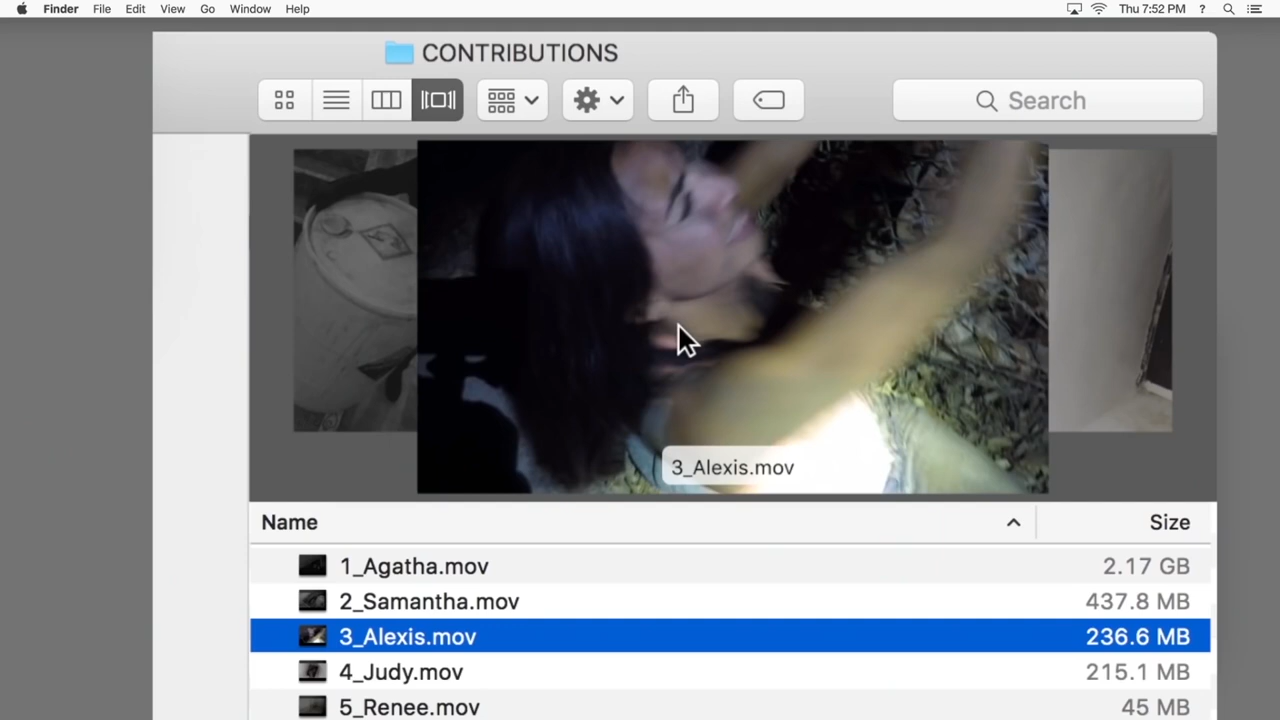 Finder File Edit View Go Window Help Thu 7:52 PM ?
CONTRIBUTIONS
Search
3_Alexis.mov
Name Size
1_Agatha.mov 2.17 GB
2_Samantha.mov 437.8 MB
3_Alexis.mov 236.6 MB
4_Judy.mov 215.1 MB
5_Renee.mov 45 MB